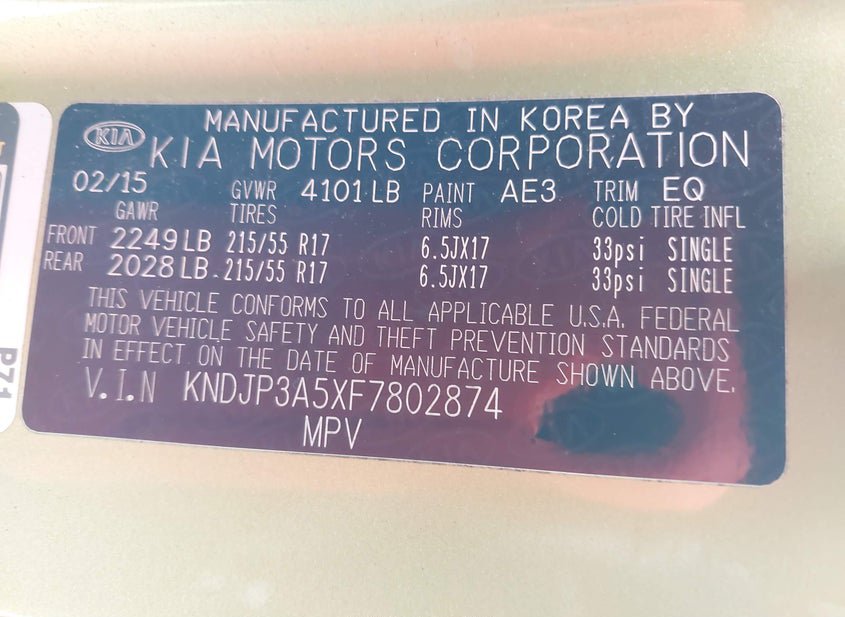 MANUFACTURED IN KOREA BY
KIA KIA MOTORS CORPORATION
02/15 GVWR 4101 LB PAINT AE3 TRIM EQ
GAWR TIRES RIMS COLD TIRE INFL
FRONT 2249 LB 215/55 R17 6.5JX17 33psi SINGLE
REAR 2028 LB 215/55 R17 6.5JX17 33psi SINGLE
THIS VEHICLE CONFORMS TO ALL APPLICABLE U.S.A. FEDERAL
MOTOR VEHICLE SAFETY AND THEFT PREVENTION STANDARDS
IN EFFECT ON THE DATE OF MANUFACTURE SHOWN ABOVE.
V.I.N KNDJP3A5XF7802874
MPV